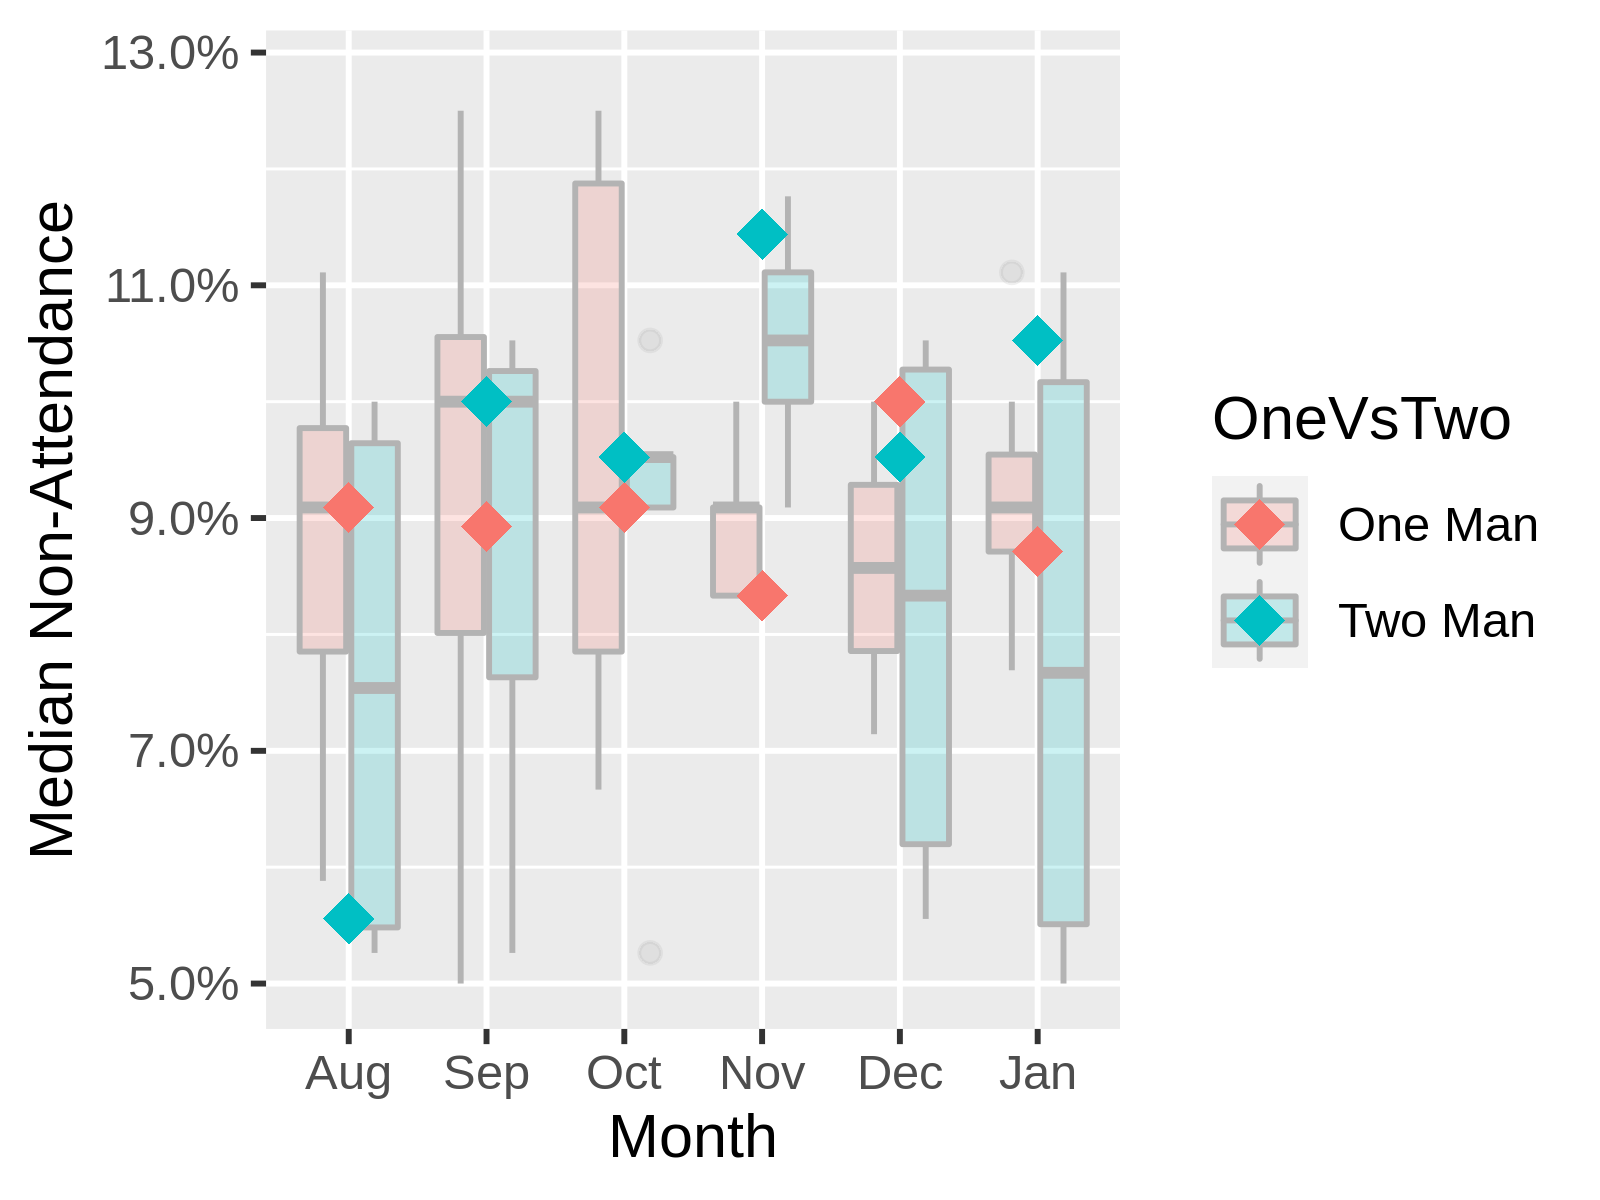 Median Non-Attendance
13.0%
11.0%
9.0%
7.0%
5.0%
Aug Sep Oct Nov Dec Jan
Month
OneVsTwo
One Man
Two Man